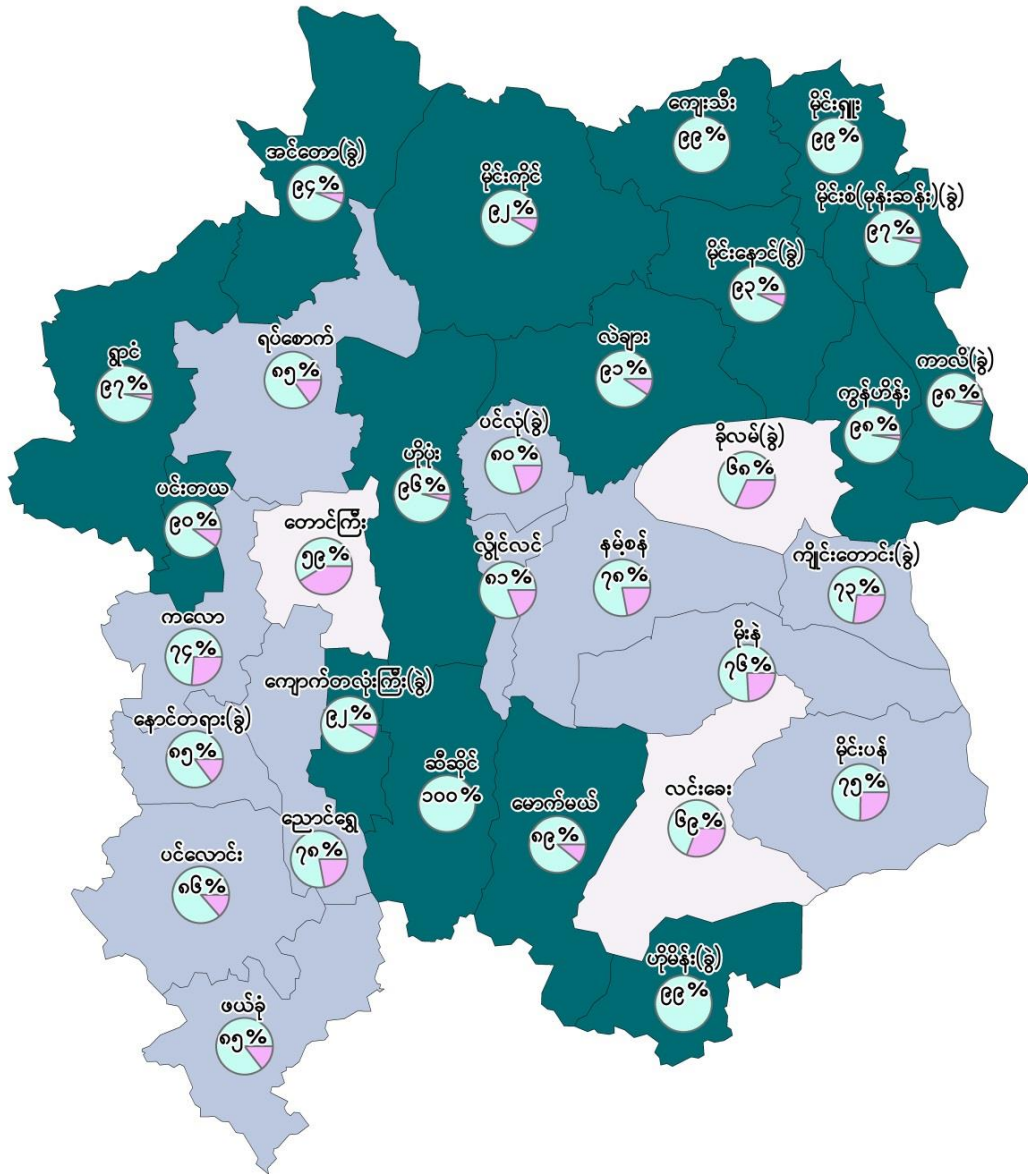 ကျေးသီး
၉၉%
မိုင်းရှူး
၉၉%
အင်တော(ခွဲ)
၉၄%
မိုင်းကိုင်
၉၂%
မိုင်းစံ(မုန်းဆန်း)(ခွဲ)
၉၇%
မိုင်းနောင်(ခွဲ)
၉၃%
ရပ်စောက်
၈၅%
လဲချား
၉၁%
ရွာငံ
၉၇%
ကာလိ(ခွဲ)
၉၈%
ကွန်ဟိန်း
၉၈%
ပင်လုံ(ခွဲ)
၈၀%
ခိုလမ်(ခွဲ)
၆၈%
ဟိုပုံး
၉၆%
ပင်းတယ
၉၀%
တောင်ကြီး
၅၉%
လွိုင်လင်
၈၁%
နမ့်စန်
၇၈%
ကျိုင်းတောင်း(ခွဲ)
၇၃%
ကလော
၇၄%
မိုးနဲ
၇၆%
ကျောက်တလုံးကြီး(ခွဲ)
၉၂%
နောင်တရား(ခွဲ)
၈၅%
ဆီဆိုင်
၁၀၀%
မိုင်းပန်
၇၅%
လင်းခေး
၆၉%
မောက်မယ်
၈၉%
ညောင်ရွှေ
၇၈%
ပင်လောင်း
၈၆%
ဟိုမိန်း(ခွဲ)
၉၉%
ဖယ်ခုံ
၈၅%